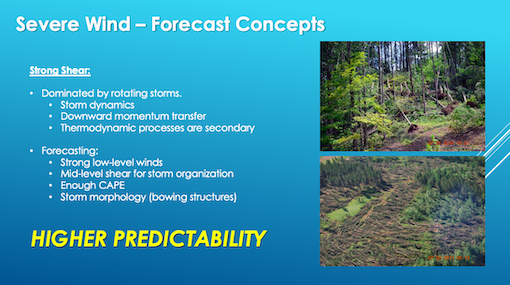 Severe Wind – Forecast Concepts
Strong Shear:
• Dominated by rotating storms.
• Storm dynamics
• Downward momentum transfer
• Thermodynamic processes are secondary
• Forecasting:
• Strong low-level winds
• Mid-level shear for storm organization
• Enough CAPE
• Storm morphology (bowing structures)
HIGHER PREDICTABILITY